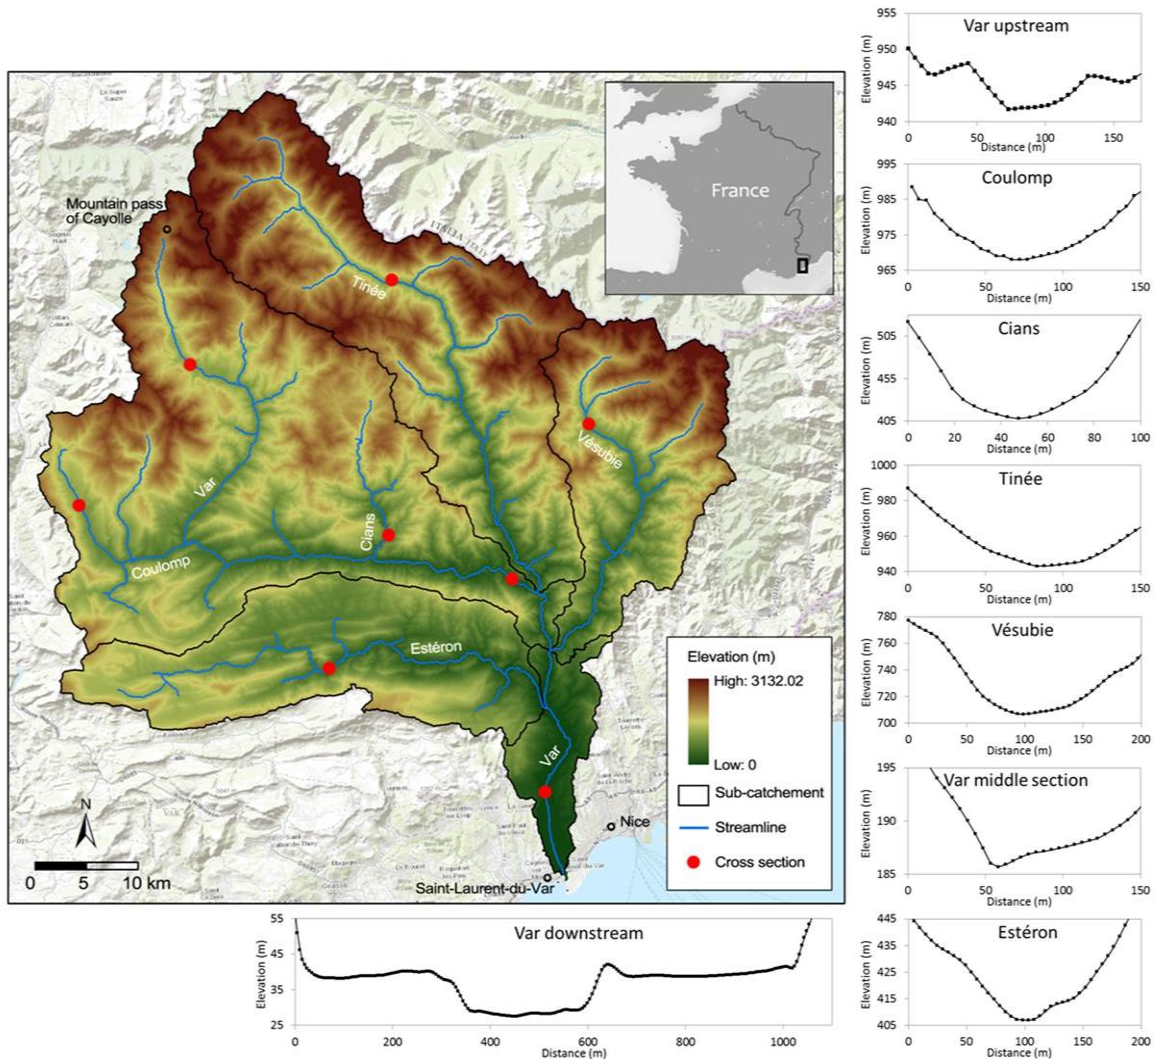 Mountain pass
of Cayolle
ITALIA
France
Tinée
Vésubie
Var
Cians
Coulomp
Estéron
Var
Nice
Saint-Laurent-du-Var
N
0 5 10 km
Elevation (m)
High: 3132.02
Low: 0
Sub-catchement
Streamline
Cross section
Var upstream
Elevation (m)
955
950
945
940
0 50 100 150
Distance (m)
Coulomp
Elevation (m)
995
985
975
965
0 50 100 150
Distance (m)
Cians
Elevation (m)
505
455
405
0 20 40 60 80 100
Distance (m)
Tinée
Elevation (m)
1000
980
960
940
0 50 100 150
Distance (m)
Vésubie
Elevation (m)
780
760
740
720
700
0 50 100 150 200
Distance (m)
Var middle section
Elevation (m)
195
190
185
0 50 100 150
Distance (m)
Var downstream
Elevation (m)
55
45
35
25
0 200 400 600 800 1000
Distance (m)
Estéron
Elevation (m)
445
435
425
415
405
0 50 100 150 200
Distance (m)